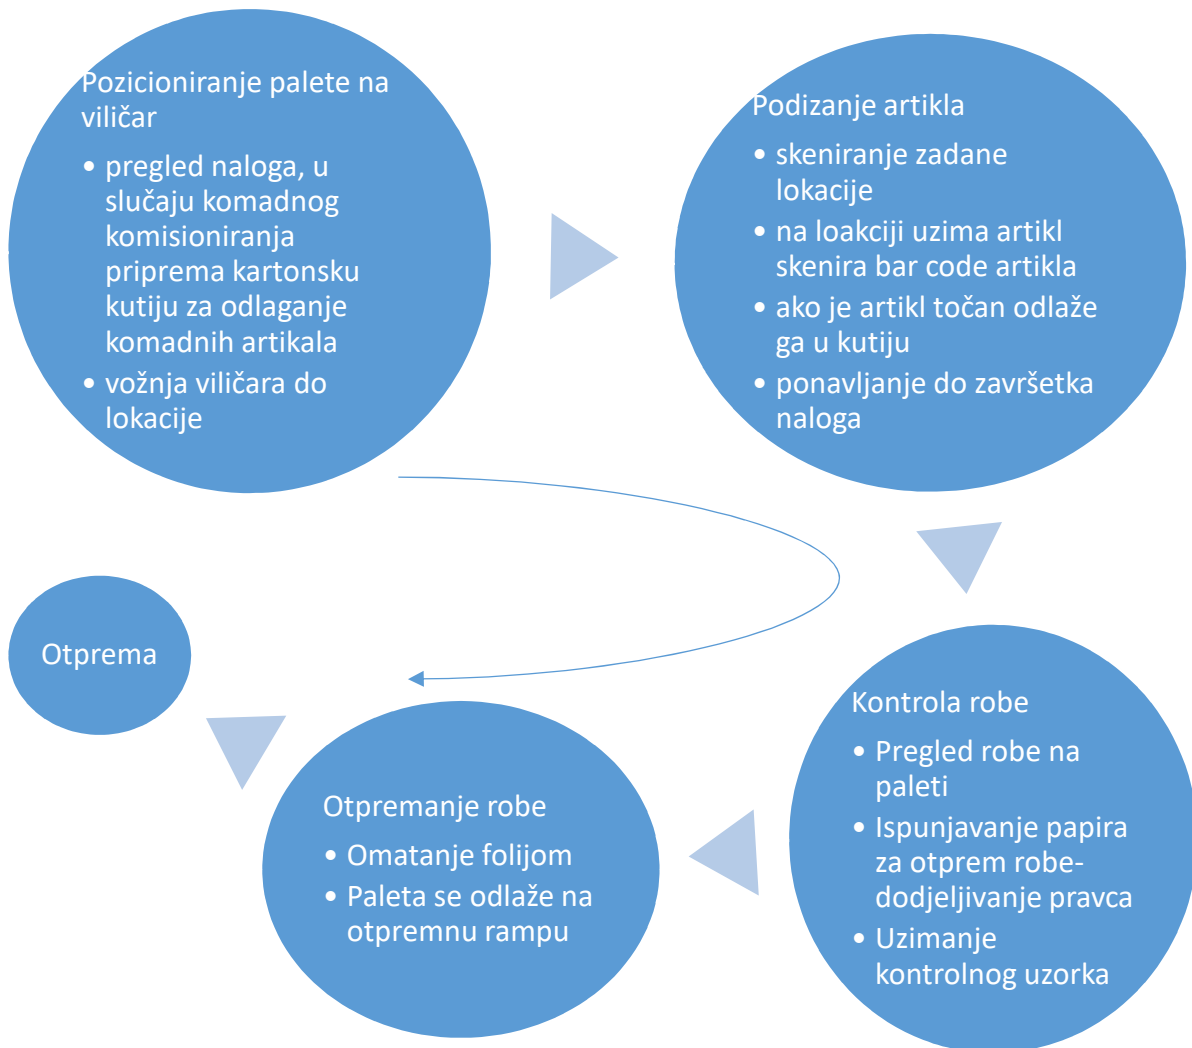 Pozicioniranje palete na
viličar
• pregled naloga, u
slučaju komadnog
komisioniranja
priprema kartonsku
kutiju za odlaganje
komadnih artikala
• vožnja viličara do
lokacije
Podizanje artikla
• skeniranje zadane
lokacije
• na loakciji uzima artikl
skenira bar code artikla
• ako je artikl točan odlaže
ga u kutiju
• ponavljanje do završetka
naloga
Kontrola robe
• Pregled robe na
paleti
• Ispunjavanje papira
za otprem robe-
dodjeljivanje pravca
• Uzimanje
kontrolnog uzorka
Otpremanje robe
• Omatanje folijom
• Paleta se odlaže na
otpremnu rampu
Otprema